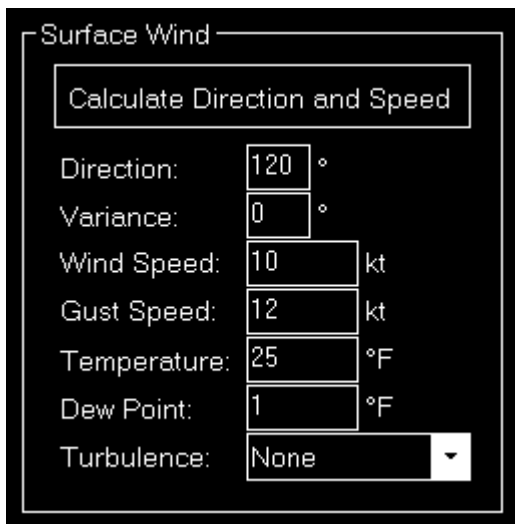 Surface Wind
Calculate Direction and Speed
Direction: 120 °
Variance: 0 °
Wind Speed: 10 kt
Gust Speed: 12 kt
Temperature: 25 °F
Dew Point: 1 °F
Turbulence: None